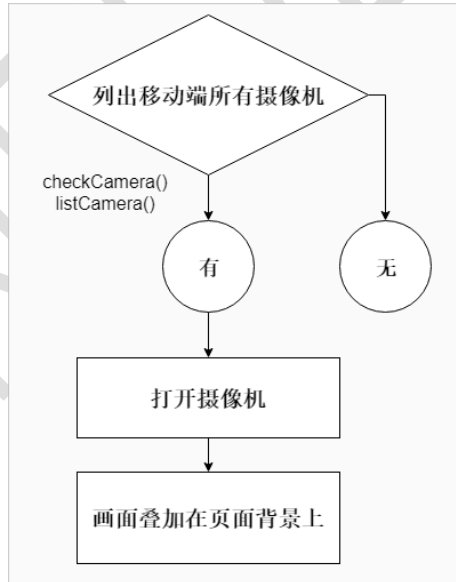 列出移动端所有摄像机
checkCamera()
listCamera()
有
无
打开摄像机
画面叠加在页面背景上